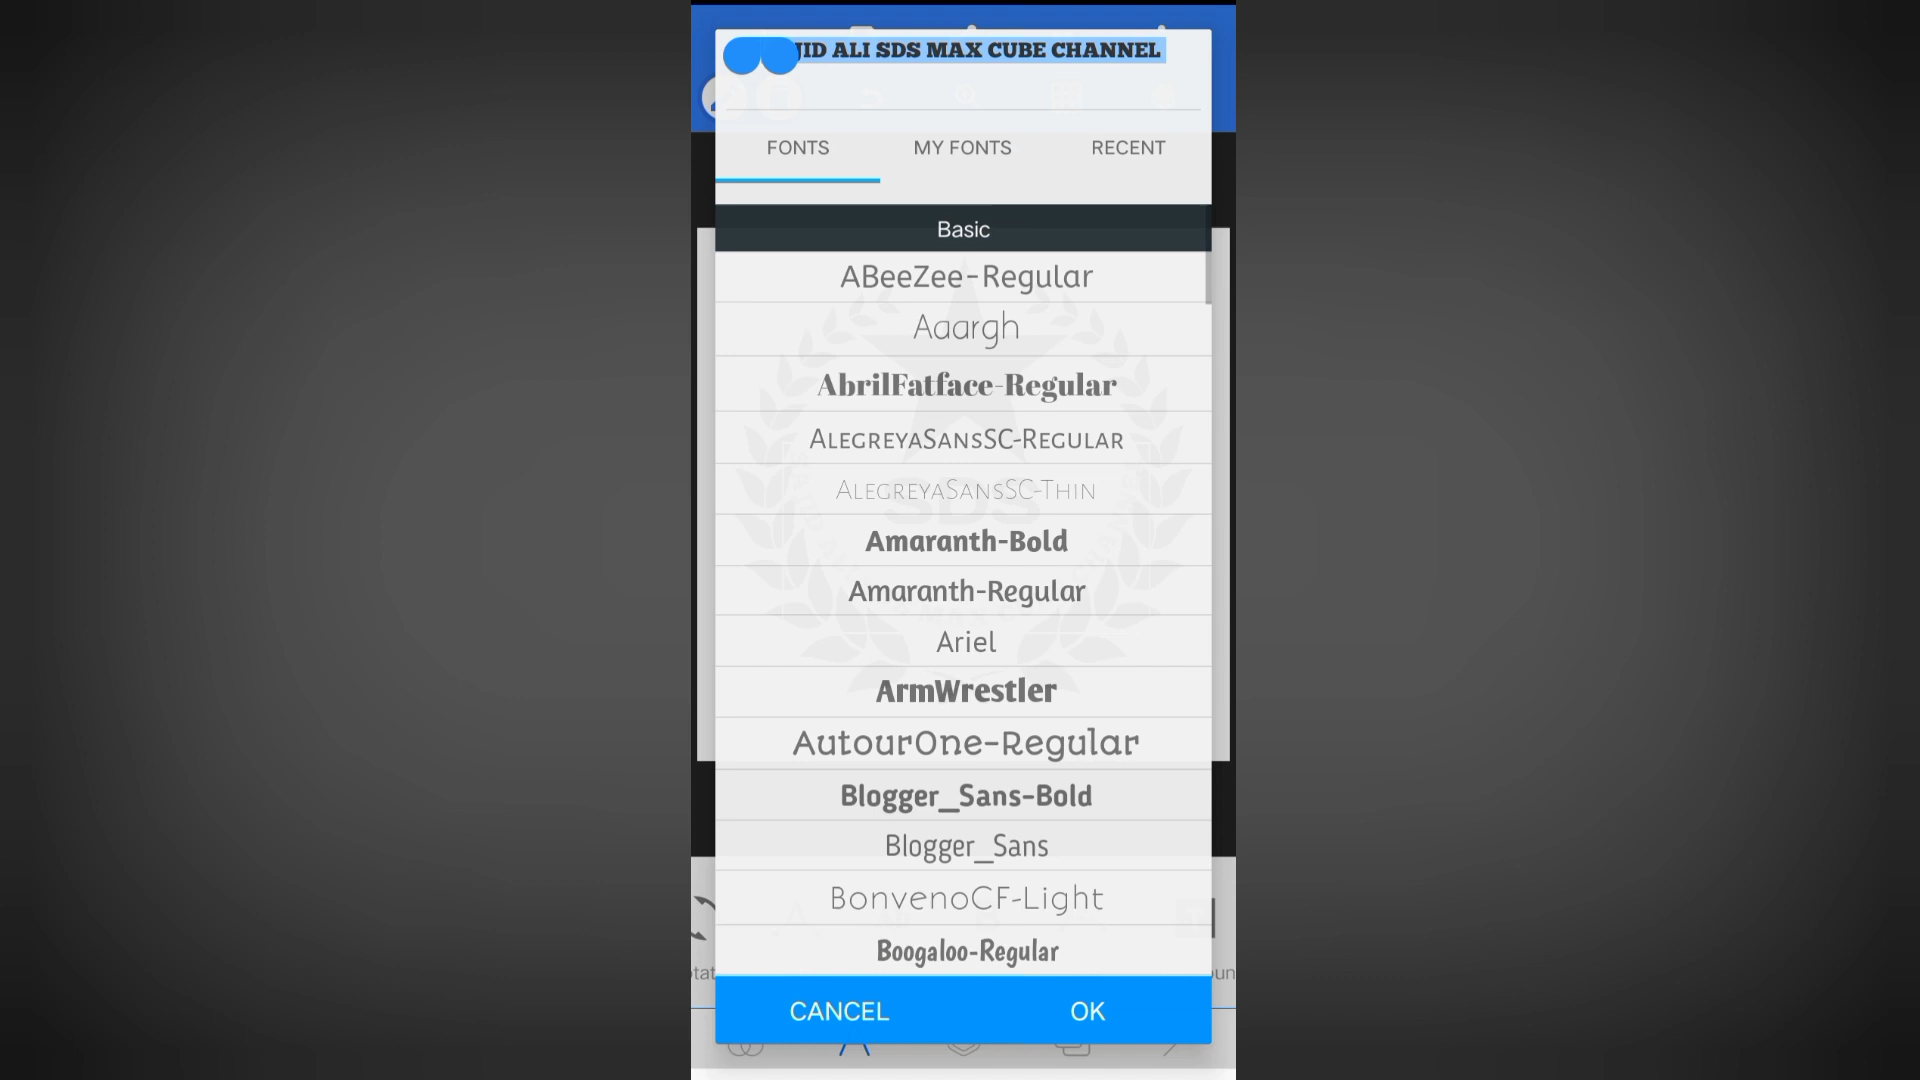 JID ALI SDS MAX CUBE CHANNEL
FONTS MY FONTS RECENT
Basic
ABeeZee-Regular
Aaargh
AbrilFatface-Regular
AlegreyaSansSC-Regular
AlegreyaSansSC-Thin
SDS
Amaranth-Bold
Amaranth-Regular
Ariel
ArmWrestler
AutourOne-Regular
Blogger_Sans-Bold
Blogger_Sans
BonvenoCF-Light
Boogaloo-Regular
CANCEL OK